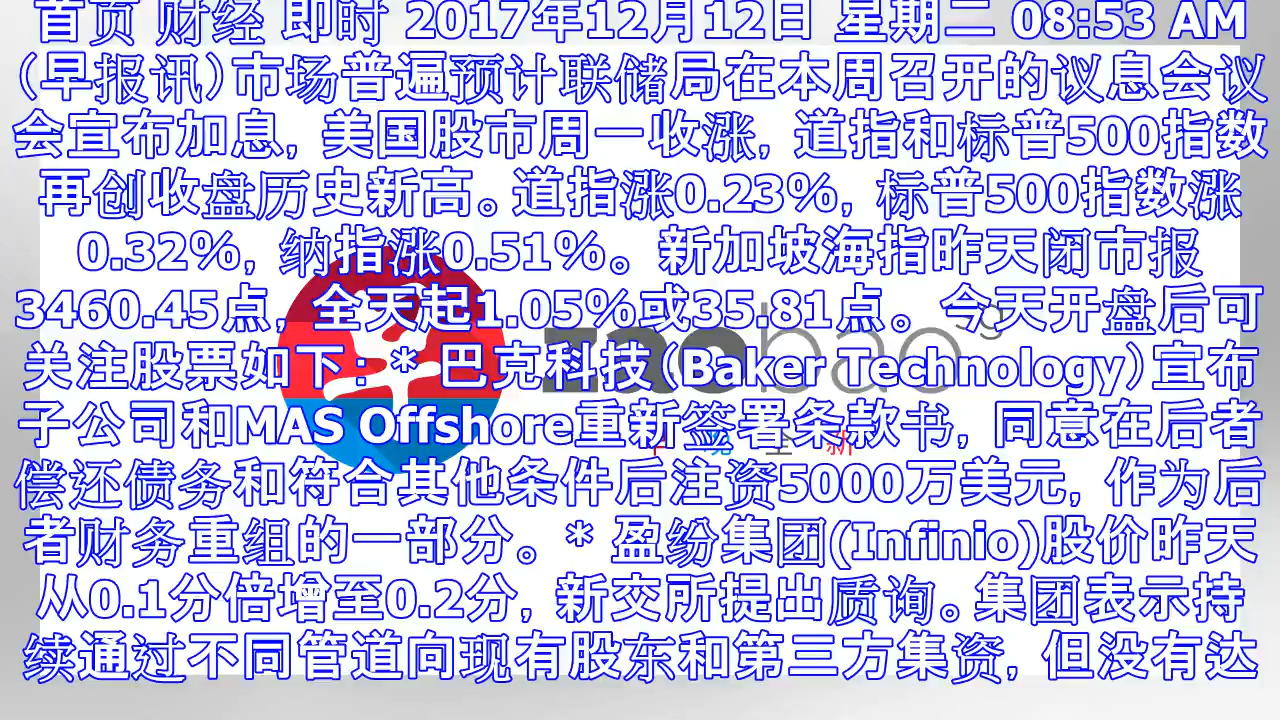 首页 财经 即时 2017年12月12日 星期二 08:53 AM
(早报讯)市场普遍预计联储局在本周召开的议息会议
会宣布加息, 美国股市周一收涨, 道指和标普500指数
再创收盘历史新高。道指涨0.23%, 标普500指数涨
0.32%, 纳指涨0.51%。新加坡海指昨天闭市报
3460.45点, 全天起1.05%或35.81点。今天开盘后可
关注股票如下: * 巴克科技(Baker Technology)宣布
子公司和MAS Offshore重新签署条款书, 同意在后者
偿还债务和符合其他条件后注资5000万美元, 作为后
者财务重组的一部分。* 盈纷集团(Infinio)股价昨天
从0.1分倍增至0.2分, 新交所提出质询。集团表示持
续通过不同管道向现有股东和第三方集资, 但没有达
早
zaobao sg
全 新